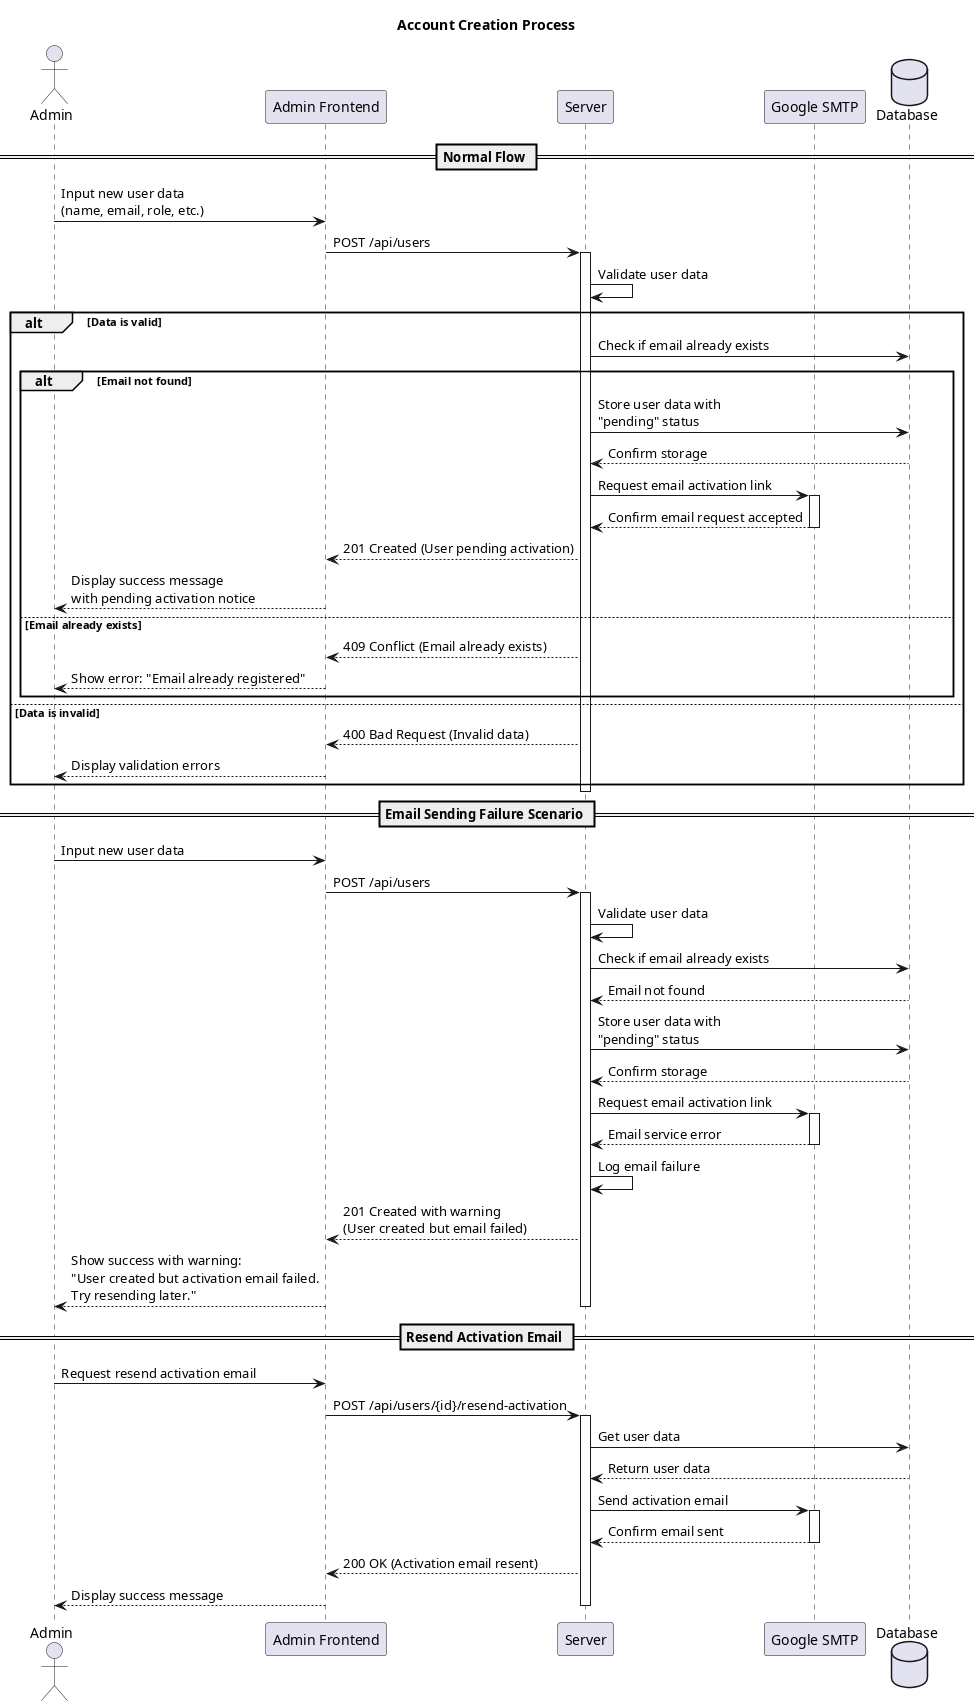 Account Creation Process
Admin
Admin Frontend
Server
Google SMTP
Database
Normal Flow
Input new user data
(name, email, role, etc.)
POST /api/users
Validate user data
alt [Data is valid]
Check if email already exists
alt [Email not found]
Store user data with
"pending" status
Confirm storage
Request email activation link
Confirm email request accepted
201 Created (User pending activation)
Display success message
with pending activation notice
[Email already exists]
409 Conflict (Email already exists)
Show error: "Email already registered"
[Data is invalid]
400 Bad Request (Invalid data)
Display validation errors
Email Sending Failure Scenario
Input new user data
POST /api/users
Validate user data
Check if email already exists
Email not found
Store user data with
"pending" status
Confirm storage
Request email activation link
Email service error
Log email failure
201 Created with warning
(User created but email failed)
Show success with warning:
"User created but activation email failed.
Try resending later."
Resend Activation Email
Request resend activation email
POST /api/users/{id}/resend-activation
Get user data
Return user data
Send activation email
Confirm email sent
200 OK (Activation email resent)
Display success message
Admin
Admin Frontend
Server
Google SMTP
Database